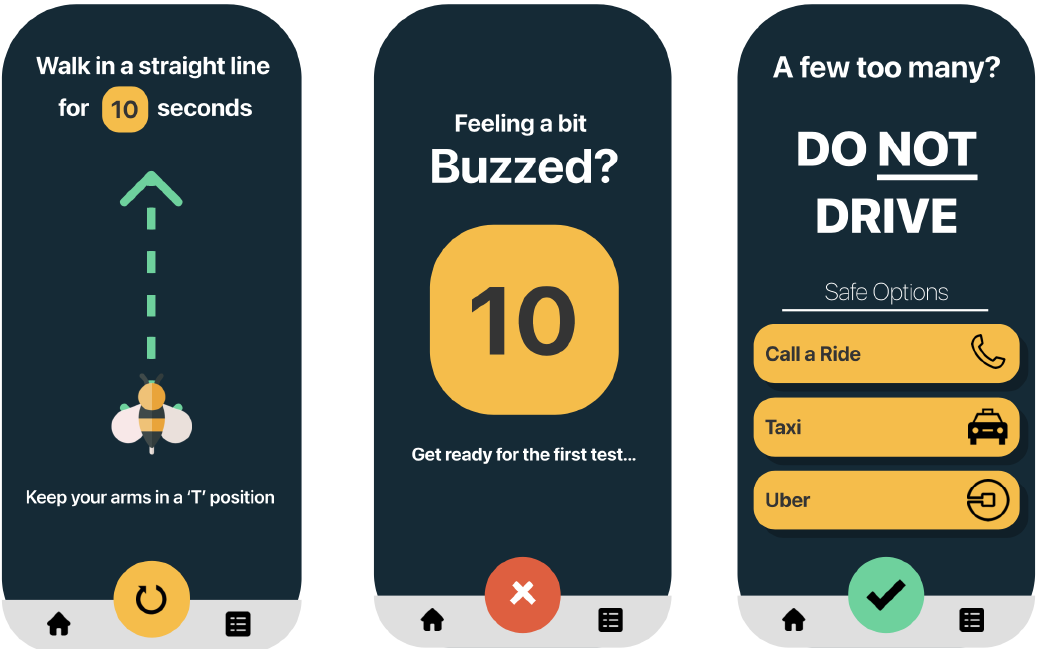 Walk in a straight line
for 10 seconds
Keep your arms in a ‘T’ position
Feeling a bit
Buzzed?
10
Get ready for the first test...
A few too many?
DO NOT
DRIVE
Safe Options
Call a Ride
Taxi
Uber